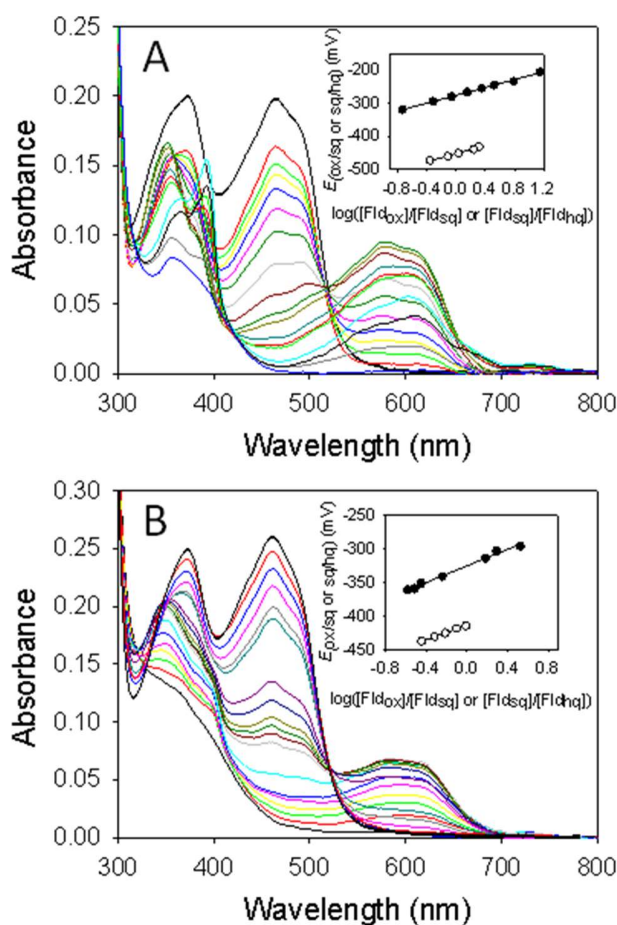 A
Absorbance
0.25
0.20
0.15
0.10
0.05
0.00
300 400 500 600 700 800
Wavelength (nm)
E(ox/sq or sq/hq) (mV)
-200
-300
-400
-500
-0.8 -0.4 0.0 0.4 0.8 1.2
log([Fldox]/[Fldsq] or [Fldsq]/[Fldhq])
B
Absorbance
0.30
0.25
0.20
0.15
0.10
0.05
0.00
300 400 500 600 700 800
Wavelength (nm)
E(ox/sq or sq/hq) (mV)
-250
-300
-350
-400
-450
-0.8 -0.4 0.0 0.4 0.8
log([Fldox]/[Fldsq] or [Fldsq]/[Fldhq])